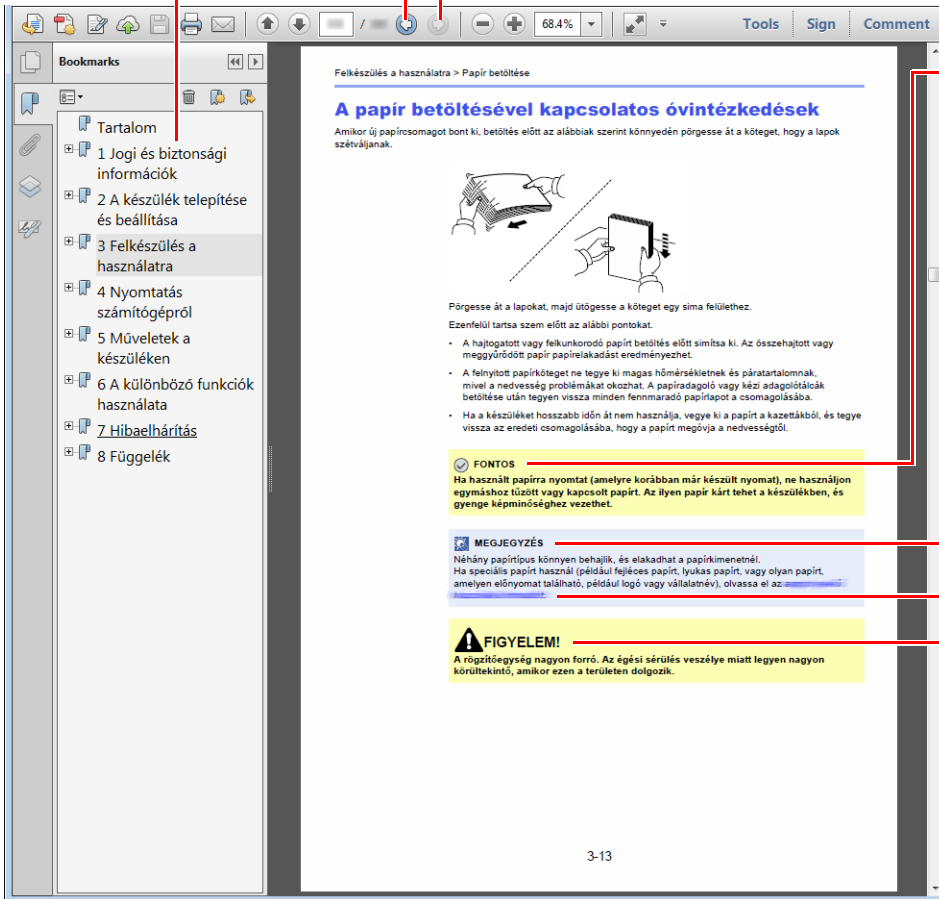 / 68.4% Tools Sign Comment
Bookmarks
Tartalom
1 Jogi és biztonsági
információk
2 A készülék telepítése
és beállítása
3 Felkészülés a
használatra
4 Nyomtatás
számítógépről
5 Műveletek a
készüléken
6 A különböző funkciók
használata
7 Hibaelhárítás
8 Függelék
Felkészülés a használatra > Papír betöltése
A papír betöltésével kapcsolatos óvintézkedések
Amikor új papírcsomagot bont ki, betöltés előtt az alábbiak szerint könnyedén pörgesse át a köteget, hogy a lapok
szétváljanak.
Pörgesse át a lapokat, majd ütögesse a köteget egy sima felülethez.
Ezenfelül tartsa szem előtt az alábbi pontokat.
• A hajtogatott vagy felkunkorodó papírt betöltés előtt simítsa ki. Az összehajtott vagy
meggyűrődött papír papírelakadást eredményezhet.
• A felnyitott papírköteget ne tegye ki magas hőmérsékletnek és páratartalomnak,
mivel a nedvesség problémákat okozhat. A papíradagoló vagy kézi adagolótálcák
betöltése után tegyen vissza minden fennmaradó papírlapot a csomagolásába.
• Ha a készüléket hosszabb időn át nem használja, vegye ki a papírt a kazettákból, és tegye
vissza az eredeti csomagolásába, hogy a papírt megóvja a nedvességtől.
FONTOS
Ha használt papírra nyomtat (amelyre korábban már készült nyomat), ne használjon
egymáshoz tűzött vagy kapcsolt papírt. Az ilyen papír kárt tehet a készülékben, és
gyenge képminőséghez vezethet.
MEGJEGYZÉS
Néhány papírtípus könnyen behajlik, és elakadhat a papírkimenetnél.
Ha speciális papírt használ (például fejléces papírt, lyukas papírt, vagy olyan papírt,
amelyen előnyomat található, például logó vagy vállalatnév), olvassa el az
FIGYELEM!
A rögzítőegység nagyon forró. Az égési sérülés veszélye miatt legyen nagyon
körültekintő, amikor ezen a területen dolgozik.
3-13